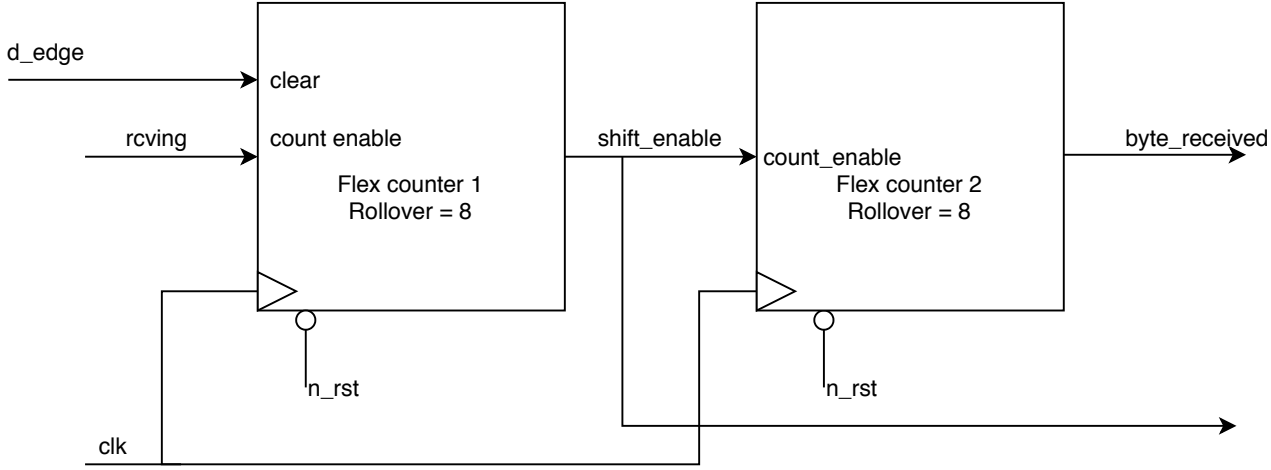 d_edge
clear
rcving
count enable
shift_enable
count_enable
byte_received
Flex counter 1
Rollover = 8
Flex counter 2
Rollover = 8
n_rst
n_rst
clk